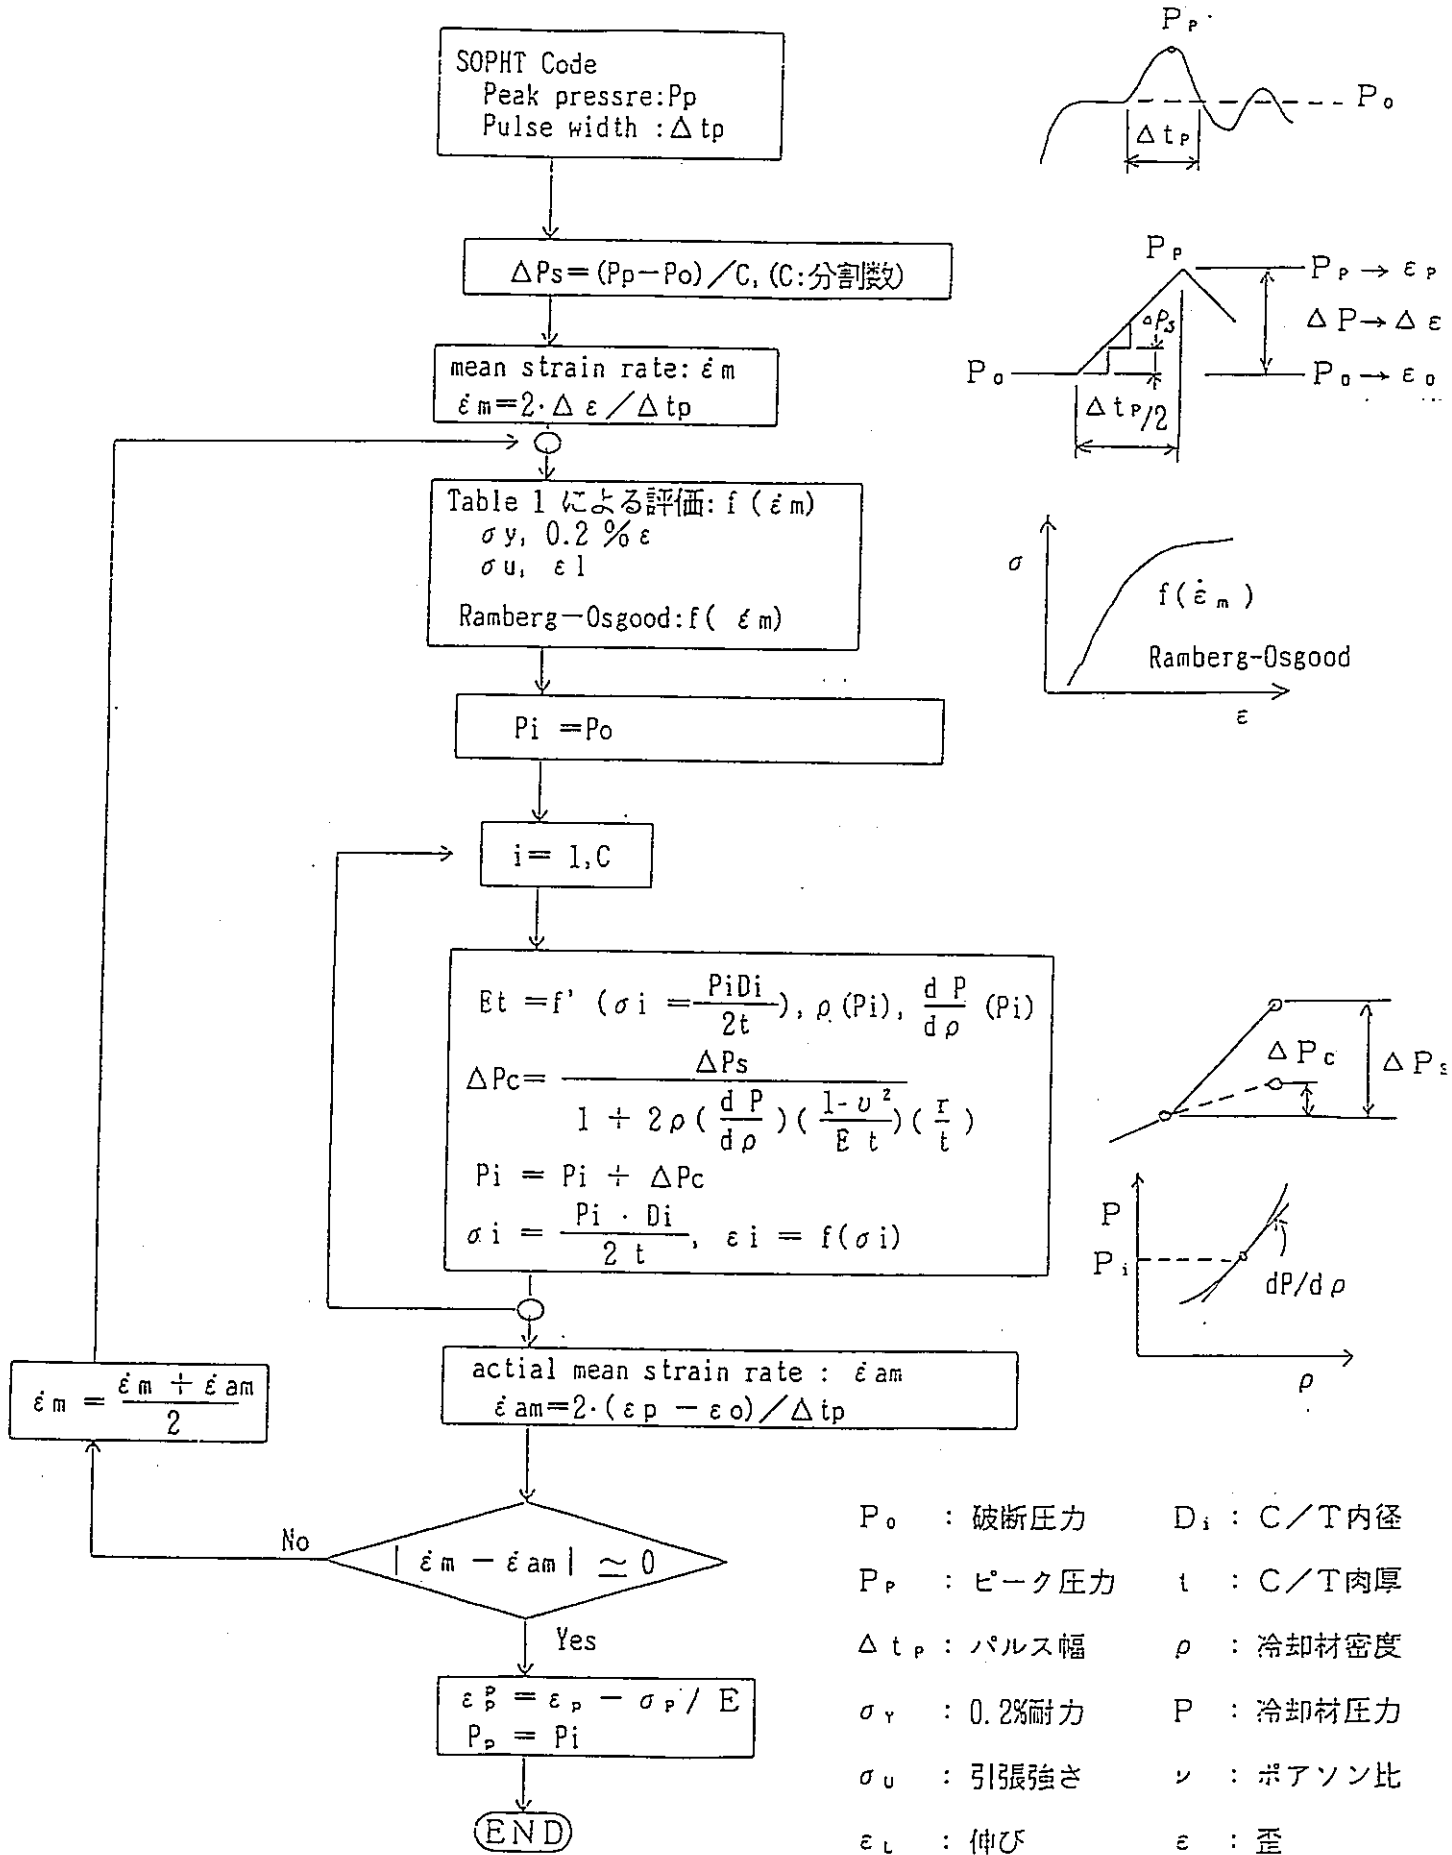 SOPHT Code
Peak pressre:Pp
Pulse width :Δtp
ΔPs=(Pp−Po)/C, (C:分割数)
mean strain rate: ε̇m
ε̇m=2·Δε/Δtp
Table 1 による評価: f (ε̇m)
σy, 0.2%ε
σu, εl
Ramberg−Osgood:f( ε̇m)
Pi =Po
i= 1,C
Et =f' (σi =PiDi/2t), ρ(Pi), dP/dρ (Pi)
ΔPc= ΔPs / 1 + 2ρ(dP/dρ)(1-υ²/Et)(r/t)
Pi = Pi + ΔPc
σi = Pi · Di / 2t, εi = f(σi)
actial mean strain rate : ε̇am
ε̇am=2·(εp − εo)/Δtp
ε̇m = ε̇m + ε̇am / 2
No
| ε̇m − ε̇am | ≃ 0
Yes
εpp = εp − σp/ E
Pp = Pi
END
Pp
Po
Δtp
Pp
Pp→εp
ΔPs
ΔP→Δε
Po
Po→εo
Δtp/2
σ
f(ε̇m)
Ramberg-Osgood
ε
ΔPc
ΔPs
P
Pi
dP/dρ
ρ
Po : 破断圧力
Di : C/T内径
Pp : ピーク圧力
t : C/T肉厚
Δtp : パルス幅
ρ : 冷却材密度
σY : 0.2%耐力
P : 冷却材圧力
σU : 引張強さ
ν : ポアソン比
εL : 伸び
ε : 歪